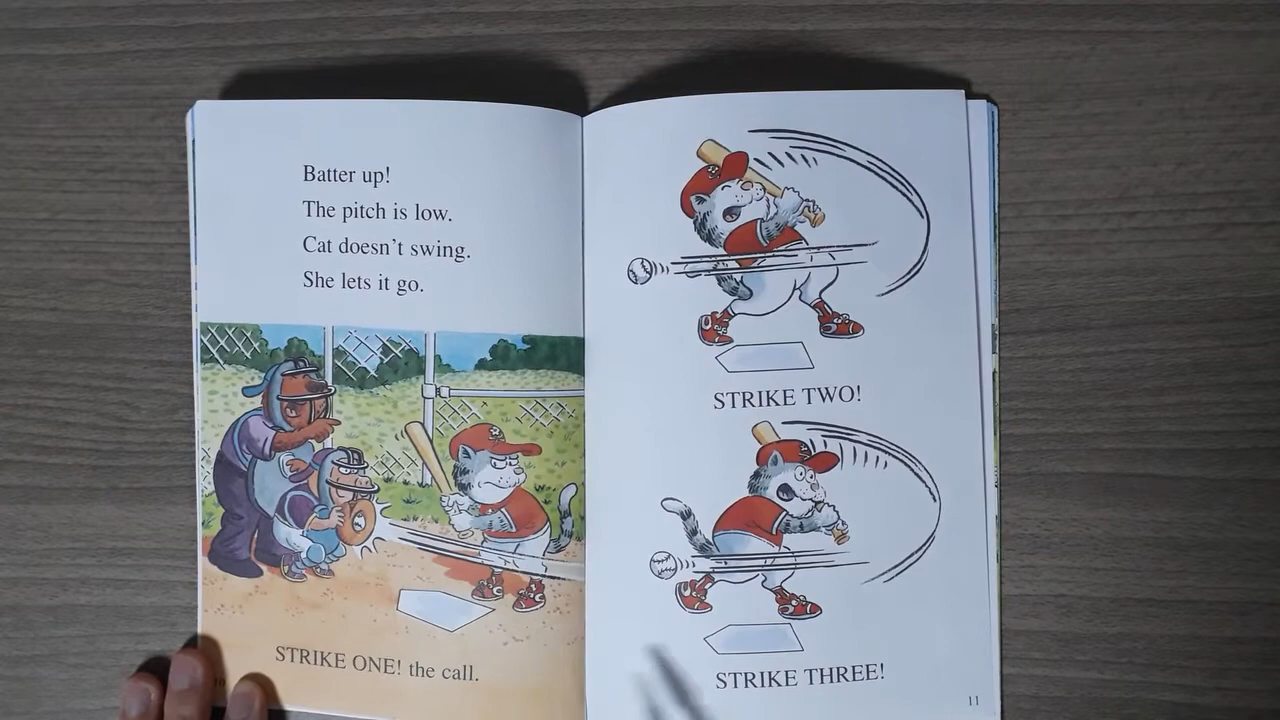 Batter up!
The pitch is low.
Cat doesn't swing.
She lets it go.
STRIKE ONE! the call.
10
STRIKE TWO!
STRIKE THREE!
11